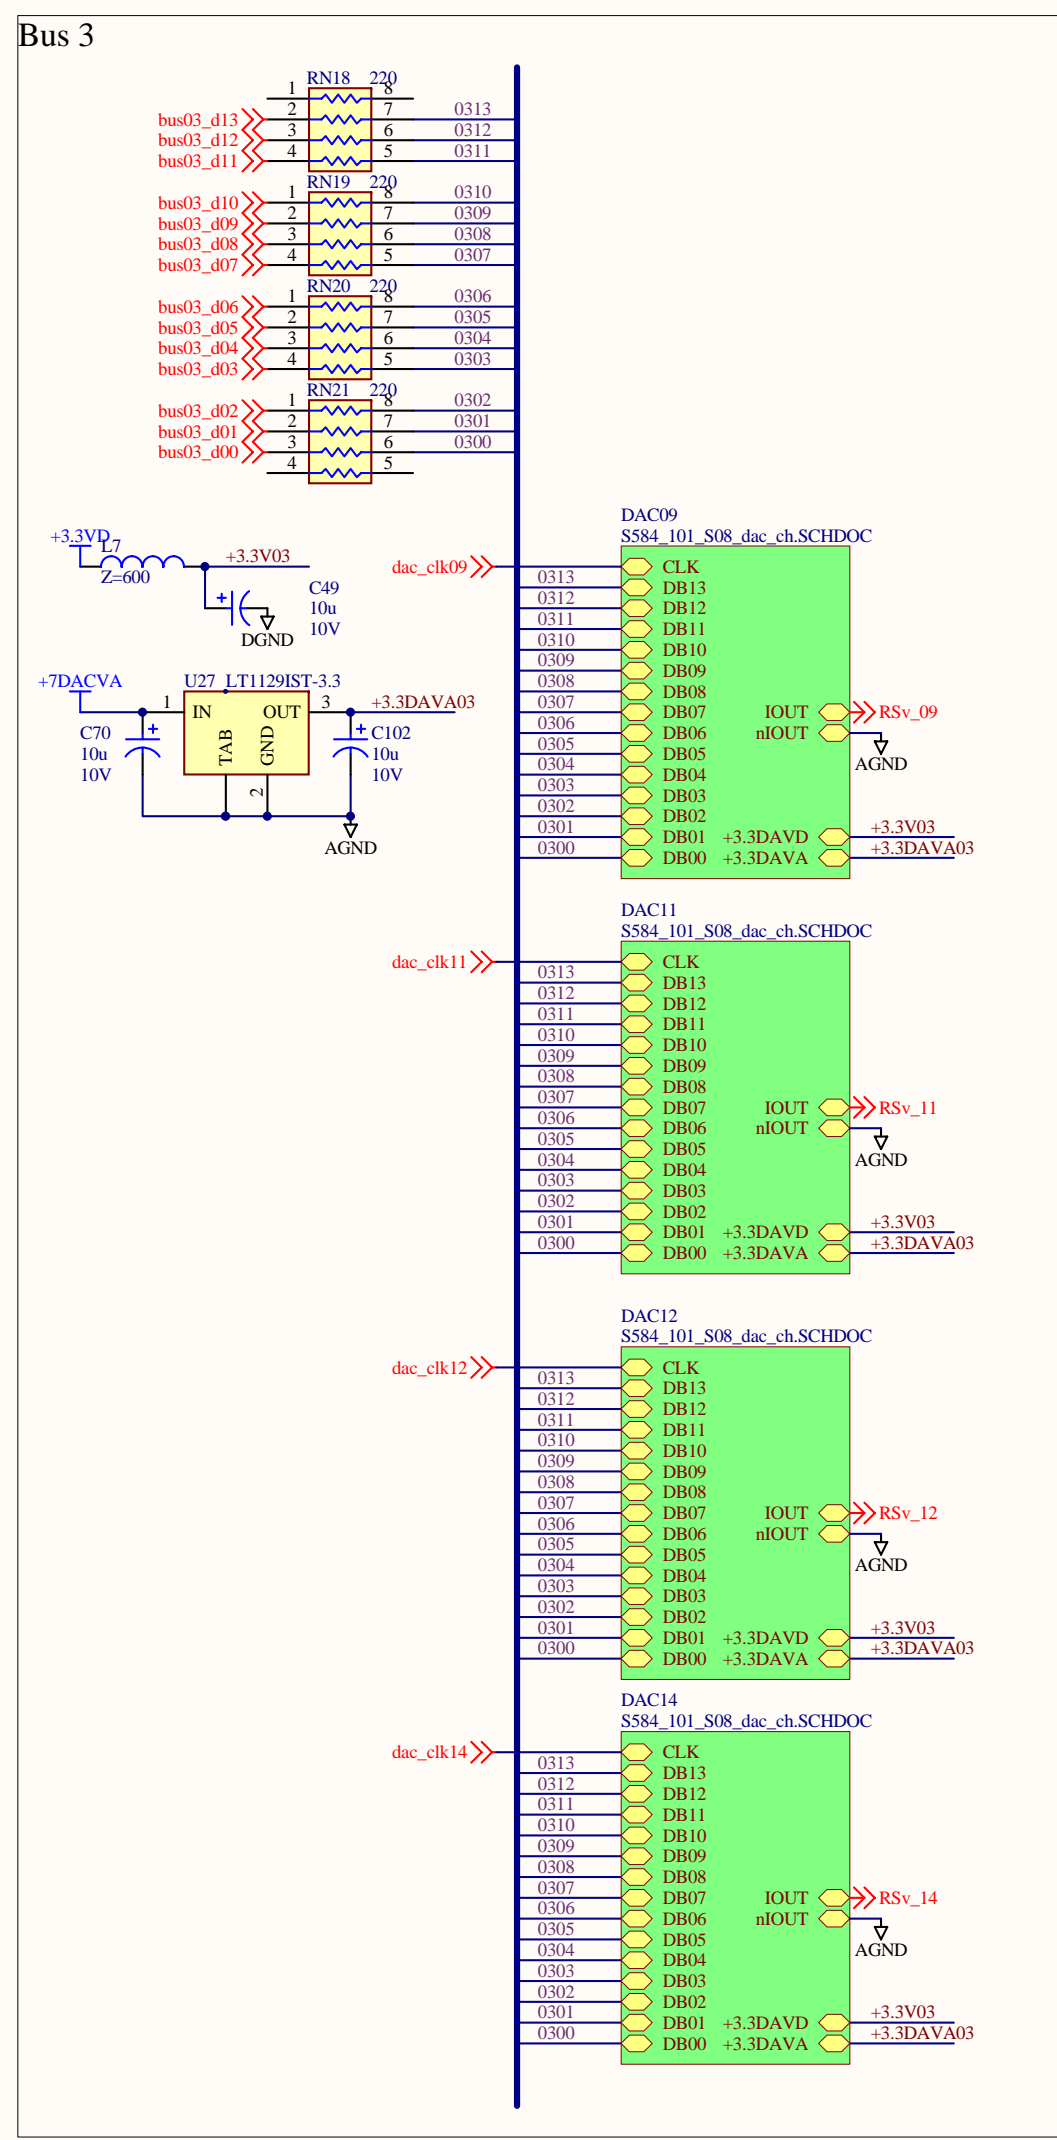 Bus 3
RN18 220
1 8
bus03_d13 2 7 0313
bus03_d12 3 6 0312
bus03_d11 4 5 0311
RN19 220
bus03_d10 1 8 0310
bus03_d09 2 7 0309
bus03_d08 3 6 0308
bus03_d07 4 5 0307
RN20 220
bus03_d06 1 8 0306
bus03_d05 2 7 0305
bus03_d04 3 6 0304
bus03_d03 4 5 0303
RN21 220
bus03_d02 1 8 0302
bus03_d01 2 7 0301
bus03_d00 3 6 0300
4 5
+3.3VD
L7
Z=600
+3.3V03
C49
10u
10V
DGND
+7DACVA
U27 LT1129IST-3.3
1 IN OUT 3
+3.3DAVA03
TAB
GND
2
C70
10u
10V
C102
10u
10V
AGND
DAC09
S584_101_S08_dac_ch.SCHDOC
dac_clk09 CLK
0313 DB13
0312 DB12
0311 DB11
0310 DB10
0309 DB09
0308 DB08
0307 DB07 IOUT RSv_09
0306 DB06 nIOUT
AGND
0305 DB05
0304 DB04
0303 DB03
0302 DB02
0301 DB01 +3.3DAVD +3.3V03
0300 DB00 +3.3DAVA +3.3DAVA03
DAC11
S584_101_S08_dac_ch.SCHDOC
dac_clk11 CLK
0313 DB13
0312 DB12
0311 DB11
0310 DB10
0309 DB09
0308 DB08
0307 DB07 IOUT RSv_11
0306 DB06 nIOUT
AGND
0305 DB05
0304 DB04
0303 DB03
0302 DB02
0301 DB01 +3.3DAVD +3.3V03
0300 DB00 +3.3DAVA +3.3DAVA03
DAC12
S584_101_S08_dac_ch.SCHDOC
dac_clk12 CLK
0313 DB13
0312 DB12
0311 DB11
0310 DB10
0309 DB09
0308 DB08
0307 DB07 IOUT RSv_12
0306 DB06 nIOUT
AGND
0305 DB05
0304 DB04
0303 DB03
0302 DB02
0301 DB01 +3.3DAVD +3.3V03
0300 DB00 +3.3DAVA +3.3DAVA03
DAC14
S584_101_S08_dac_ch.SCHDOC
dac_clk14 CLK
0313 DB13
0312 DB12
0311 DB11
0310 DB10
0309 DB09
0308 DB08
0307 DB07 IOUT RSv_14
0306 DB06 nIOUT
AGND
0305 DB05
0304 DB04
0303 DB03
0302 DB02
0301 DB01 +3.3DAVD +3.3V03
0300 DB00 +3.3DAVA +3.3DAVA03